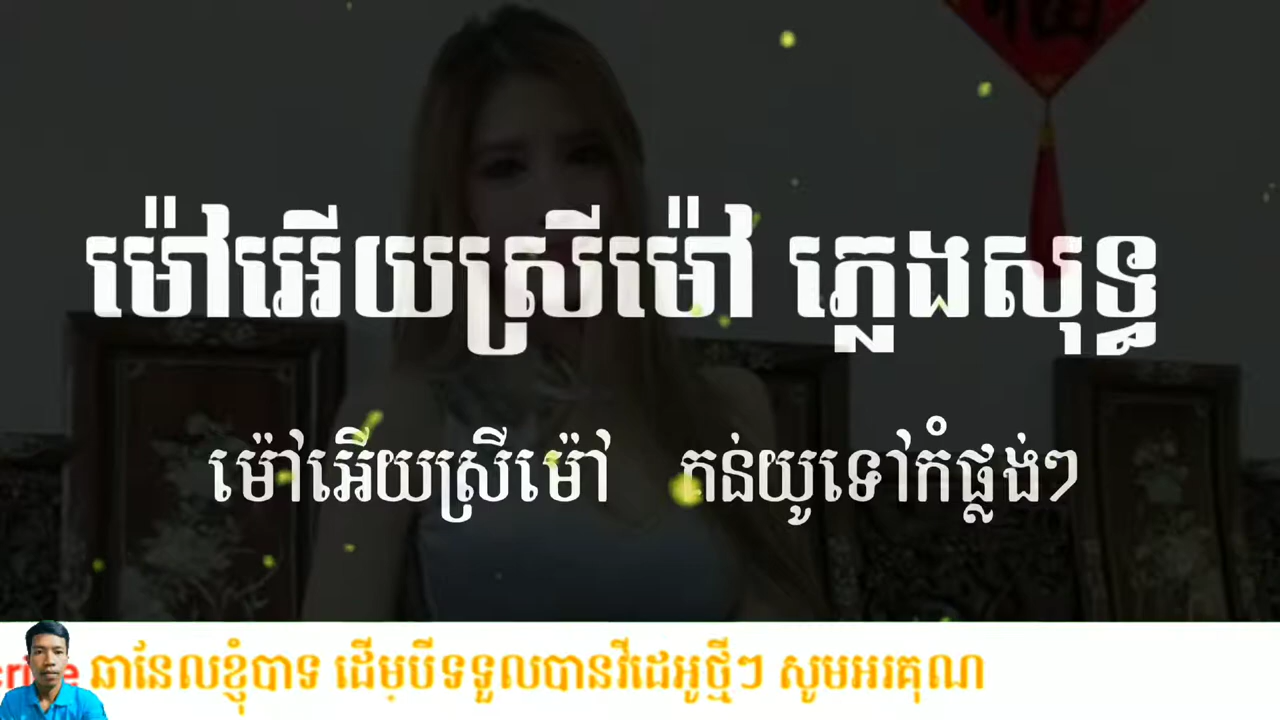 ម៉ៅអើយស្រីម៉ៅ ភ្លេងសុទ្ធ
ម៉ៅអើយស្រីម៉ៅ កន់យូទៅកំផ្លង់ៗ
ឆានែលខ្ញុំបាទ ដើម្បីទទួលបានវីដេអូថ្មីៗ សូមអរគុណ